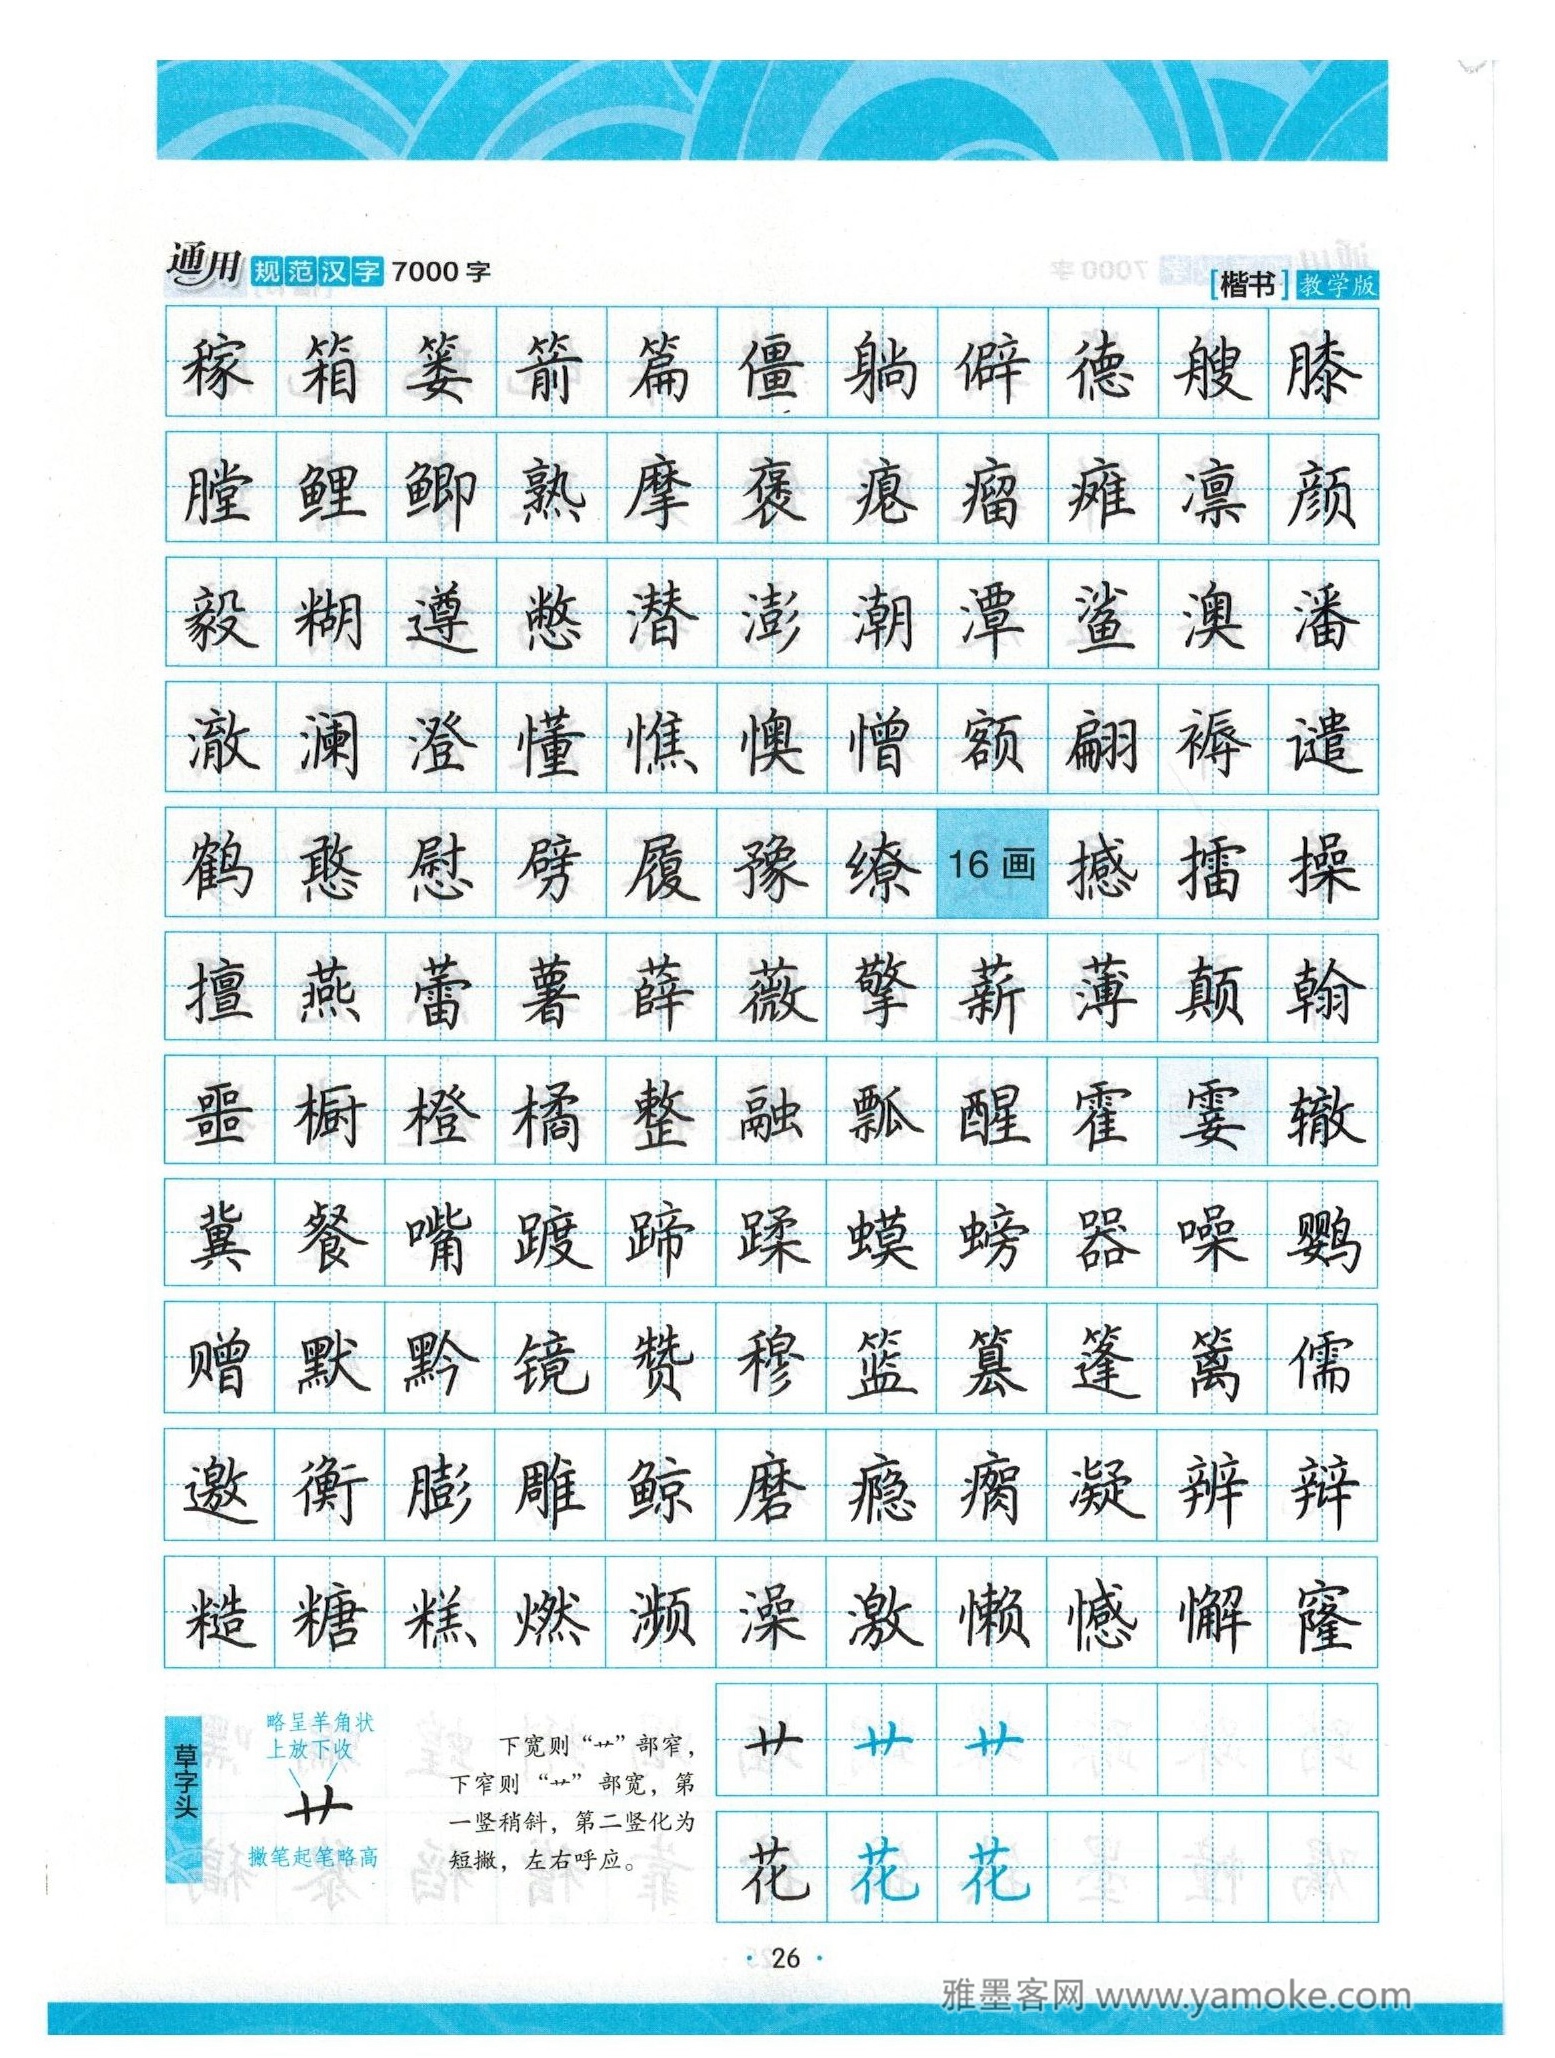 通用规范汉字7000字
[楷书]教学版
稼箱篓箭篇僵躺僻德艘膝
膛鲤鲫熟摩褒瘪瘤瘫凛颜
毅糊遵憋潜澎潮潭鲨澳潘
澈澜澄懂憔懊憎额翩褥谴
鹤憨慰劈履豫缭16画撼擂操
擅燕蕾薯薛薇擎薪薄颠翰
噩橱橙橘整融瓢醒霍霎辙
冀餐嘴踱蹄蹂蟆螃器噪鹦
赠默黔镜赞穆篮篡篷篱儒
邀衡膨雕鲸磨瘾瘸凝辨辩
糙糖糕燃濒澡激懒憾懈窿
草字头
略呈羊角状
上放下收
艹
撇笔起笔略高
下宽则“艹”部窄，
下窄则“艹”部宽，第
一竖稍斜，第二竖化为
短撇，左右呼应。
艹艹艹
花花花
·26·
雅墨客网 www.yamoke.com